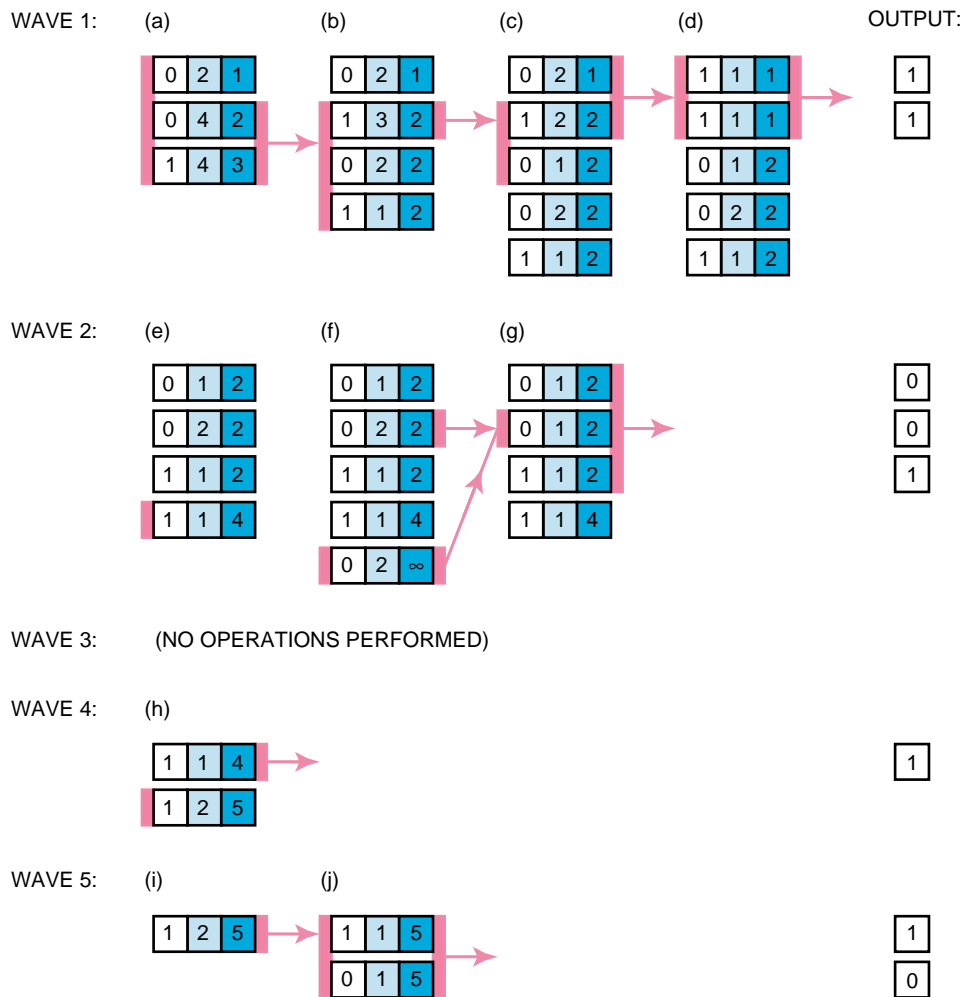 WAVE 1: (a) (b) (c) (d) OUTPUT:
0 2 1 0 2 1 0 2 1 1 1 1 1
0 4 2 1 3 2 1 2 2 1 1 1 1
1 4 3 0 2 2 0 1 2 0 1 2
1 1 2 0 2 2 0 2 2
1 1 2 1 1 2
WAVE 2: (e) (f) (g)
0 1 2 0 1 2 0 1 2 0
0 2 2 0 2 2 0 1 2 0
1 1 2 1 1 2 1 1 2 1
1 1 4 1 1 4 1 1 4
0 2 ∞
WAVE 3: (NO OPERATIONS PERFORMED)
WAVE 4: (h)
1 1 4 1
1 2 5
WAVE 5: (i) (j)
1 2 5 1 1 5 1
0 1 5 0